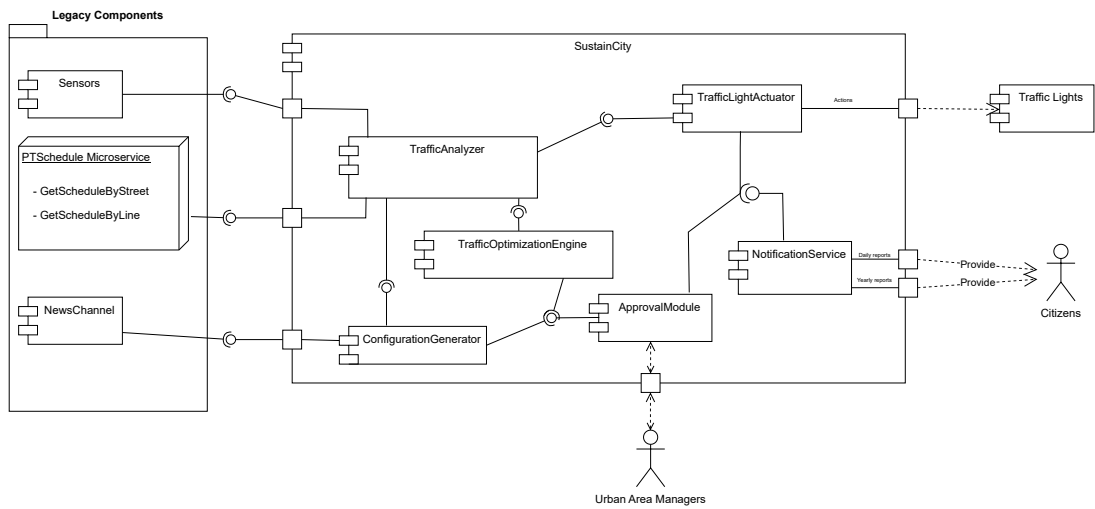 Legacy Components
SustainCity
Sensors
TrafficLightActuator
Actions
Traffic Lights
PTSchedule Microservice
- GetScheduleByStreet
- GetScheduleByLine
TrafficAnalyzer
TrafficOptimizationEngine
NotificationService
Daily reports
Yearly reports
Provide
Provide
Citizens
NewsChannel
ConfigurationGenerator
ApprovalModule
Urban Area Managers